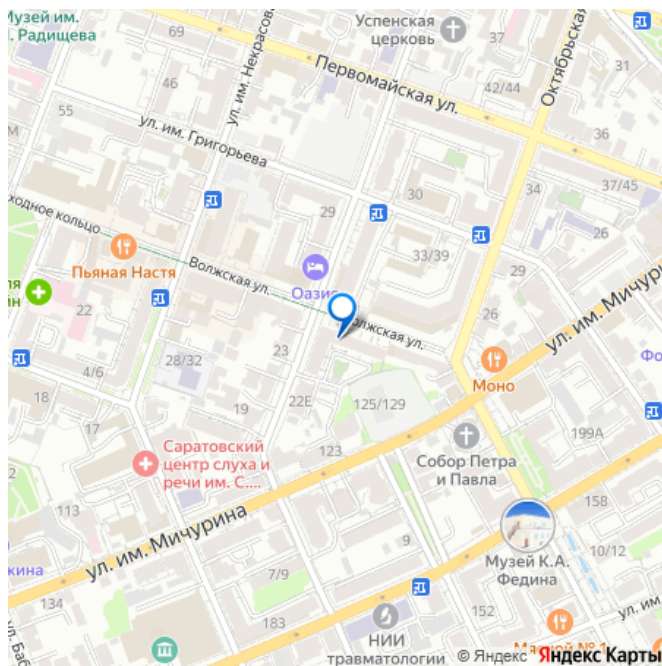 Музей им.
Радищева
69
Успенская
церковь
Октябрьская
31
46
ул. им. Некрасова
Первомайская ул.
42/44
55
ул. им. Григорьева
36
30
34
37/45
29
26
ходное кольцо
33/39
Пьяная Настя
Волжская ул.
Оазис
29
ул. им. Мичурина
22
Волжская ул.
26
28/32
23
Моно
4/6
18
19
22Е
125/129
17
199А
Саратовский
центр слуха и
речи им. С....
123
Собор Петра
и Павла
113
158
ул. им. Мичурина
9
Музей К.А.
Федина
10/12
7/9
134
152
183
НИИ
травматологии
ул. им.
© Яндекс Яндекс Карты